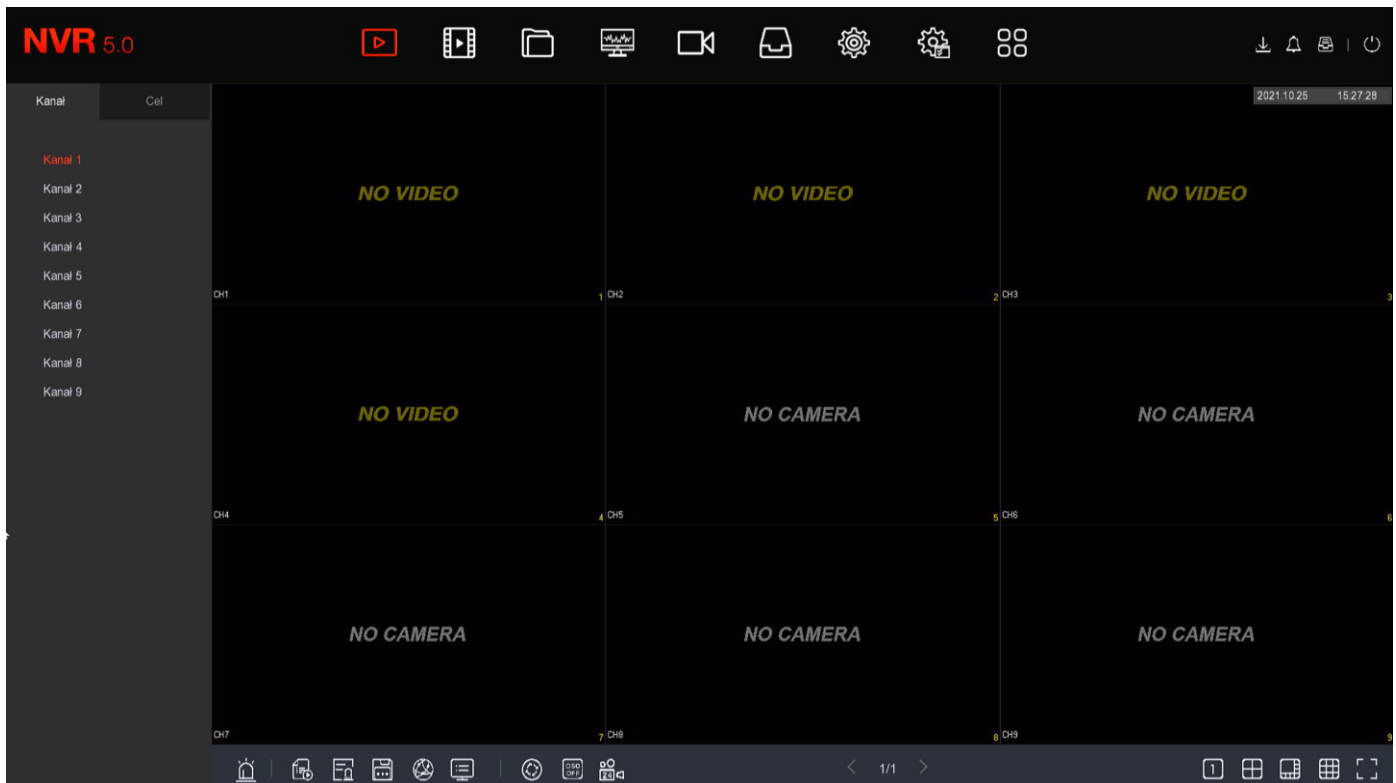 NVR 5.0
Kanał Cel
2021.10.25 15:27:28
Kanał 1
Kanał 2
Kanał 3
Kanał 4
Kanał 5
Kanał 6
Kanał 7
Kanał 8
Kanał 9
NO VIDEO NO VIDEO NO VIDEO
CH1 1 CH2 2 CH3 3
NO VIDEO NO CAMERA NO CAMERA
CH4 4 CH5 5 CH6 6
NO CAMERA NO CAMERA NO CAMERA
CH7 7 CH8 8 CH9 9
OSD
OFF
24
1/1
1